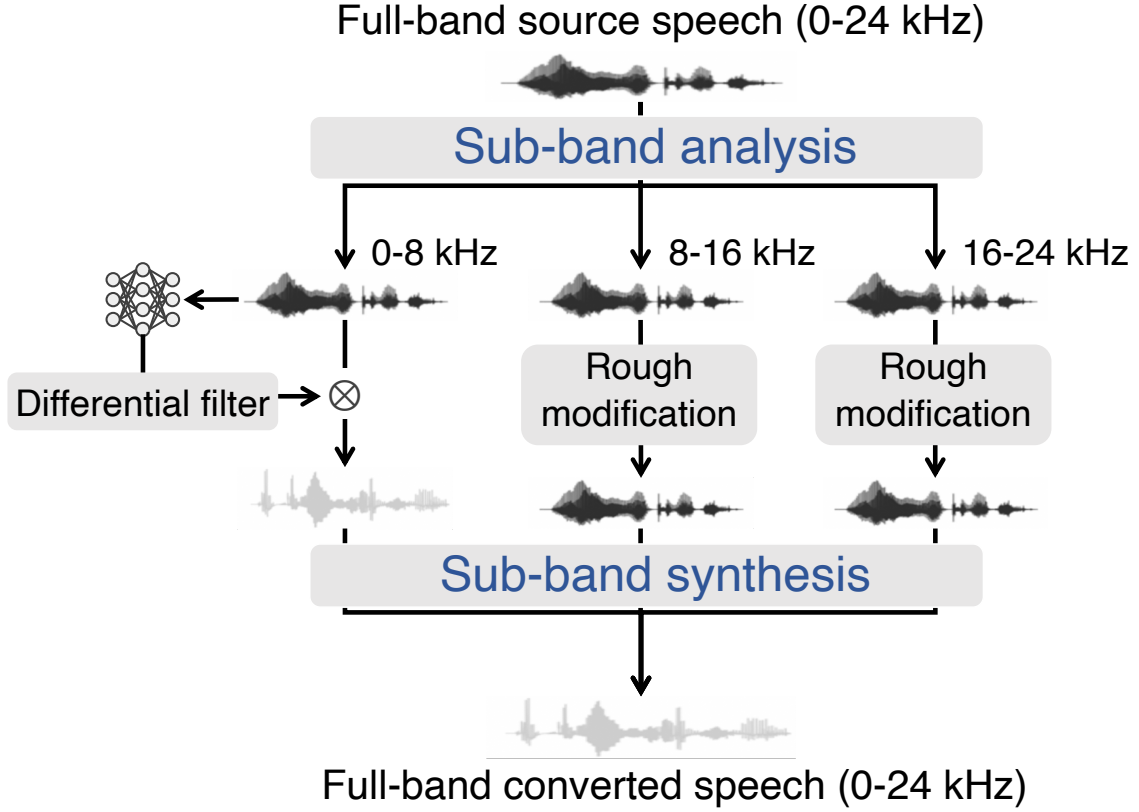 Full-band source speech (0-24 kHz)
Sub-band analysis
0-8 kHz
8-16 kHz
16-24 kHz
Differential filter
Rough
modification
Rough
modification
Sub-band synthesis
Full-band converted speech (0-24 kHz)